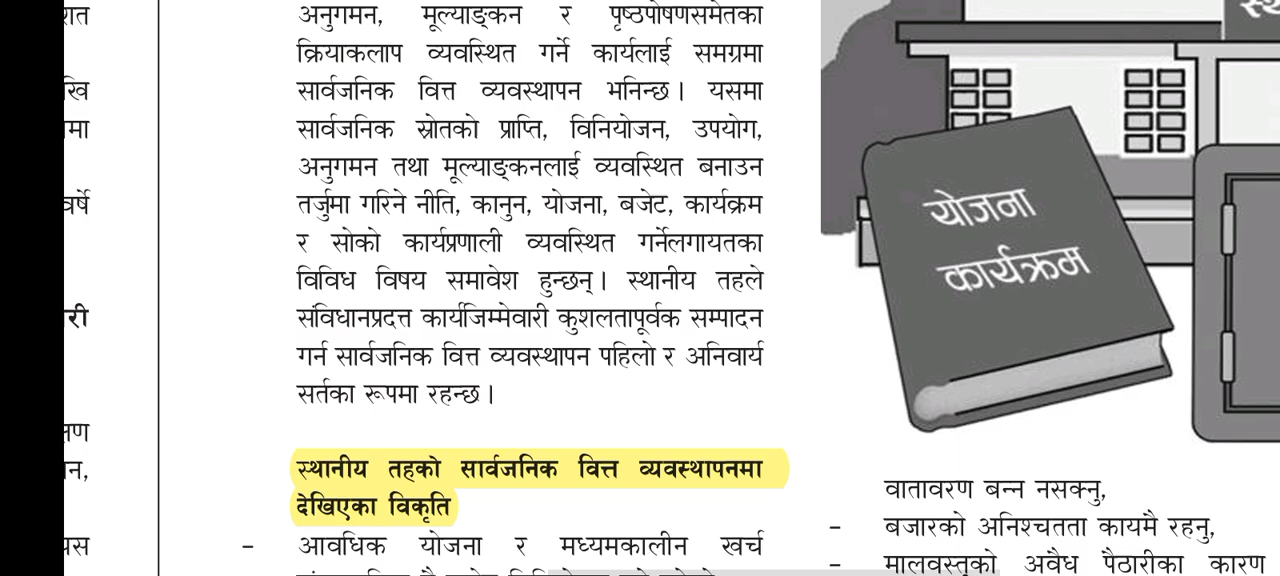 अनुगमन, मूल्याङ्कन र पृष्ठपोषणसमेतका
क्रियाकलाप व्यवस्थित गर्ने कार्यलाई समग्रमा
सार्वजनिक वित्त व्यवस्थापन भनिन्छ। यसमा
सार्वजनिक स्रोतको प्राप्ति, विनियोजन, उपयोग,
अनुगमन तथा मूल्याङ्कनलाई व्यवस्थित बनाउन
तर्जुमा गरिने नीति, कानुन, योजना, बजेट, कार्यक्रम
र सोको कार्यप्रणाली व्यवस्थित गर्नेलगायतका
विविध विषय समावेश हुन्छन्। स्थानीय तहले
संविधानप्रदत्त कार्यजिम्मेवारी कुशलतापूर्वक सम्पादन
गर्न सार्वजनिक वित्त व्यवस्थापन पहिलो र अनिवार्य
सर्तका रूपमा रहन्छ।
स्थानीय तहको सार्वजनिक वित्त व्यवस्थापनमा
देखिएका विकृति
– आवधिक योजना र मध्यमकालीन खर्च
योजना
कार्यक्रम
वातावरण बन्न नसक्नु,
– बजारको अनिश्चतता कायमै रहनु,
– मालवस्तुको अवैध पैठारीका कारण